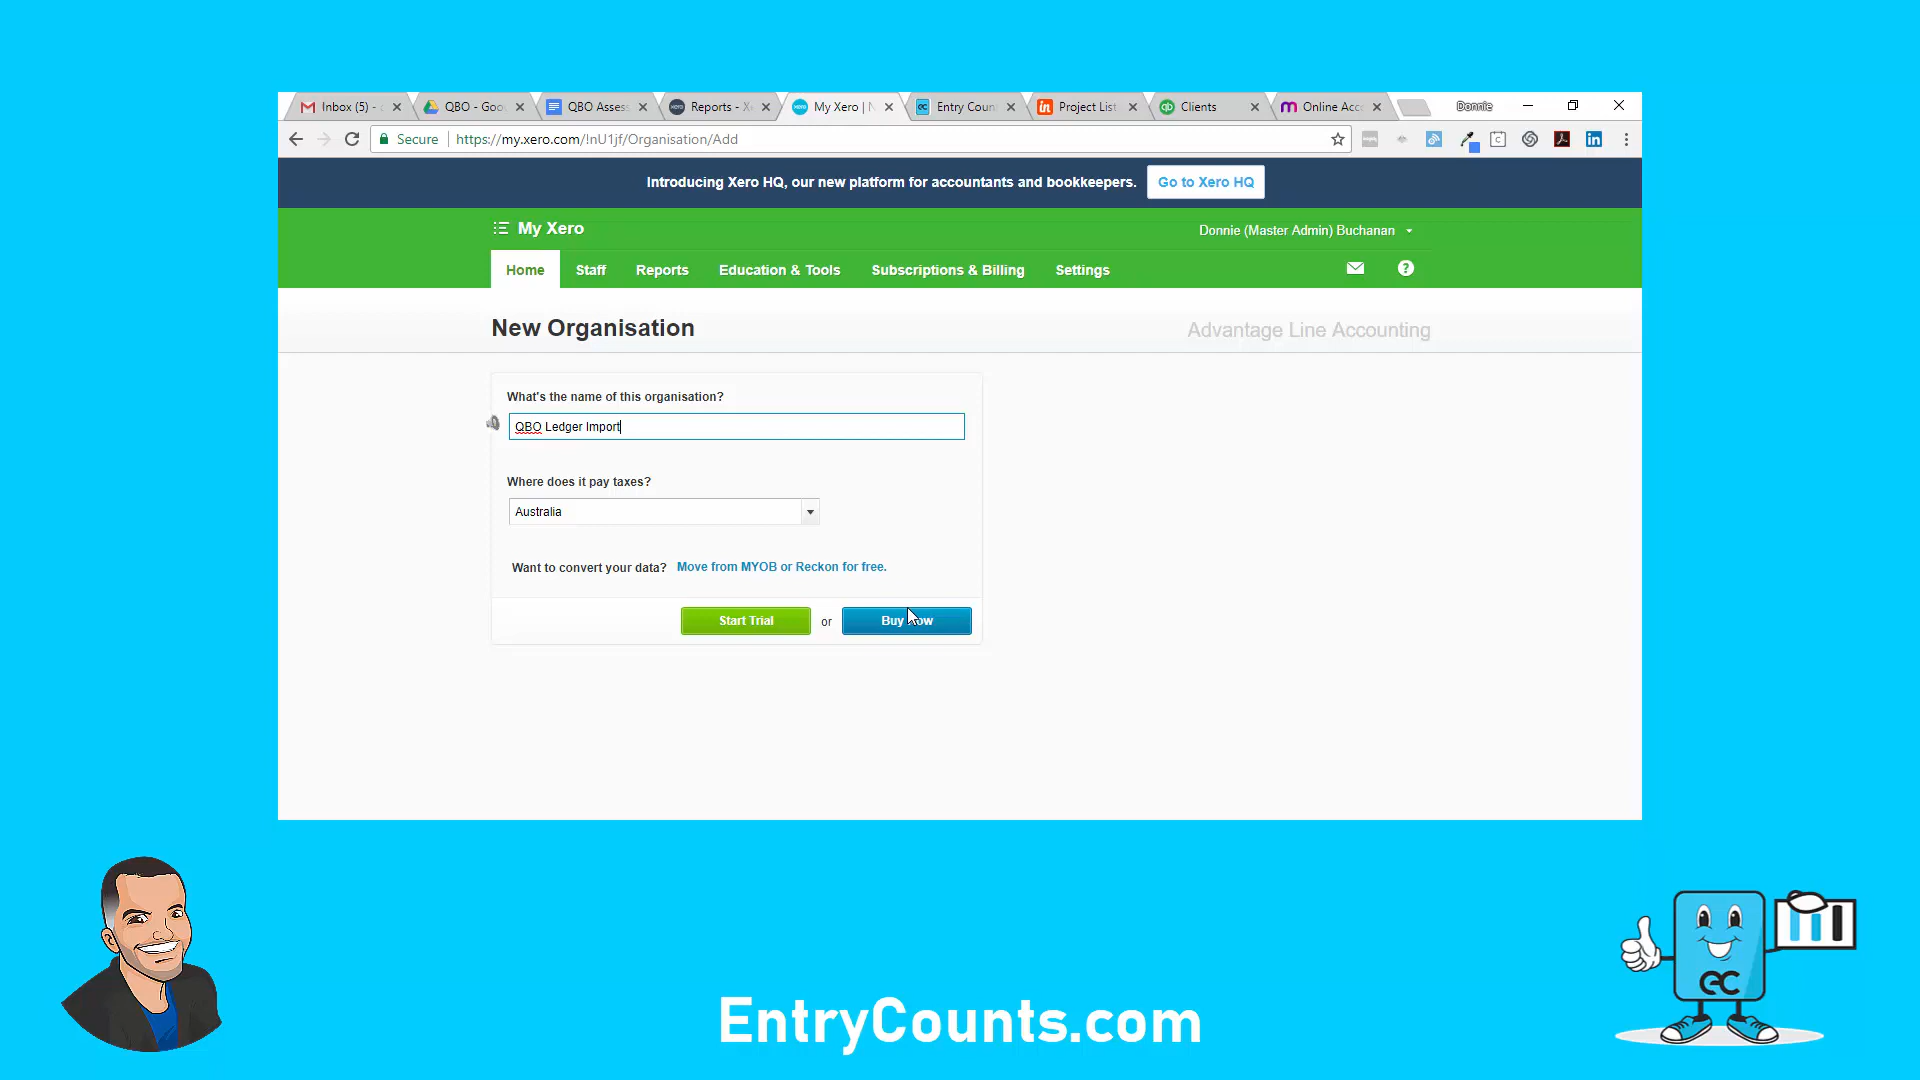 Inbox (5) -
QBO - Goo
QBO Assess
Reports - X
My Xero | N
Entry Coun
Project List
Clients
Online Acc
Donnie
Secure
https://my.xero.com/!nU1jf/Organisation/Add
Introducing Xero HQ, our new platform for accountants and bookkeepers.
Go to Xero HQ
My Xero
Donnie (Master Admin) Buchanan
Home
Staff
Reports
Education & Tools
Subscriptions & Billing
Settings
New Organisation
Advantage Line Accounting
What's the name of this organisation?
QBO Ledger Import
Where does it pay taxes?
Australia
Want to convert your data? Move from MYOB or Reckon for free.
Start Trial
or
Buy Now
ec
EntryCounts.com